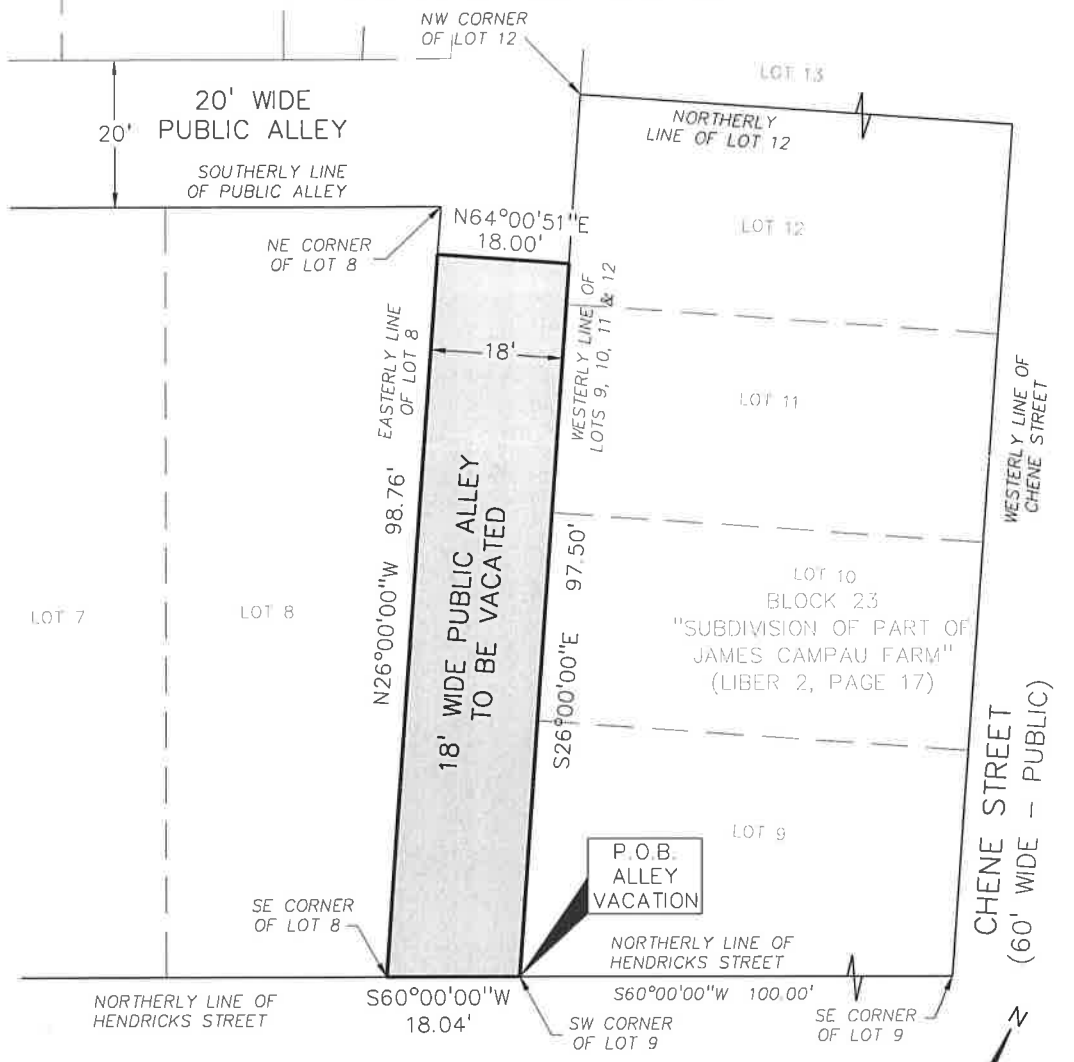 NW CORNER
OF LOT 12
LOT 13
20' WIDE
PUBLIC ALLEY
20'
NORTHERLY
LINE OF LOT 12
SOUTHERLY LINE
OF PUBLIC ALLEY
N64°00'51"E
18.00'
LOT 12
NE CORNER
OF LOT 8
WESTERLY LINE OF
LOTS 9, 10, 11 & 12
EASTERLY LINE
OF LOT 8
18'
LOT 11
WESTERLY LINE OF
CHENE STREET
N26°00'00"W 98.76'
18' WIDE PUBLIC ALLEY
TO BE VACATED
S26°00'00"E 97.50'
LOT 7
LOT 8
LOT 10
BLOCK 23
"SUBDIVISION OF PART OF
JAMES CAMPAU FARM"
(LIBER 2, PAGE 17)
CHENE STREET
(60' WIDE - PUBLIC)
LOT 9
P.O.B.
ALLEY
VACATION
SE CORNER
OF LOT 8
NORTHERLY LINE OF
HENDRICKS STREET
NORTHERLY LINE OF
HENDRICKS STREET
S60°00'00"W
18.04'
S60°00'00"W 100.00'
SW CORNER
OF LOT 9
SE CORNER
OF LOT 9
N